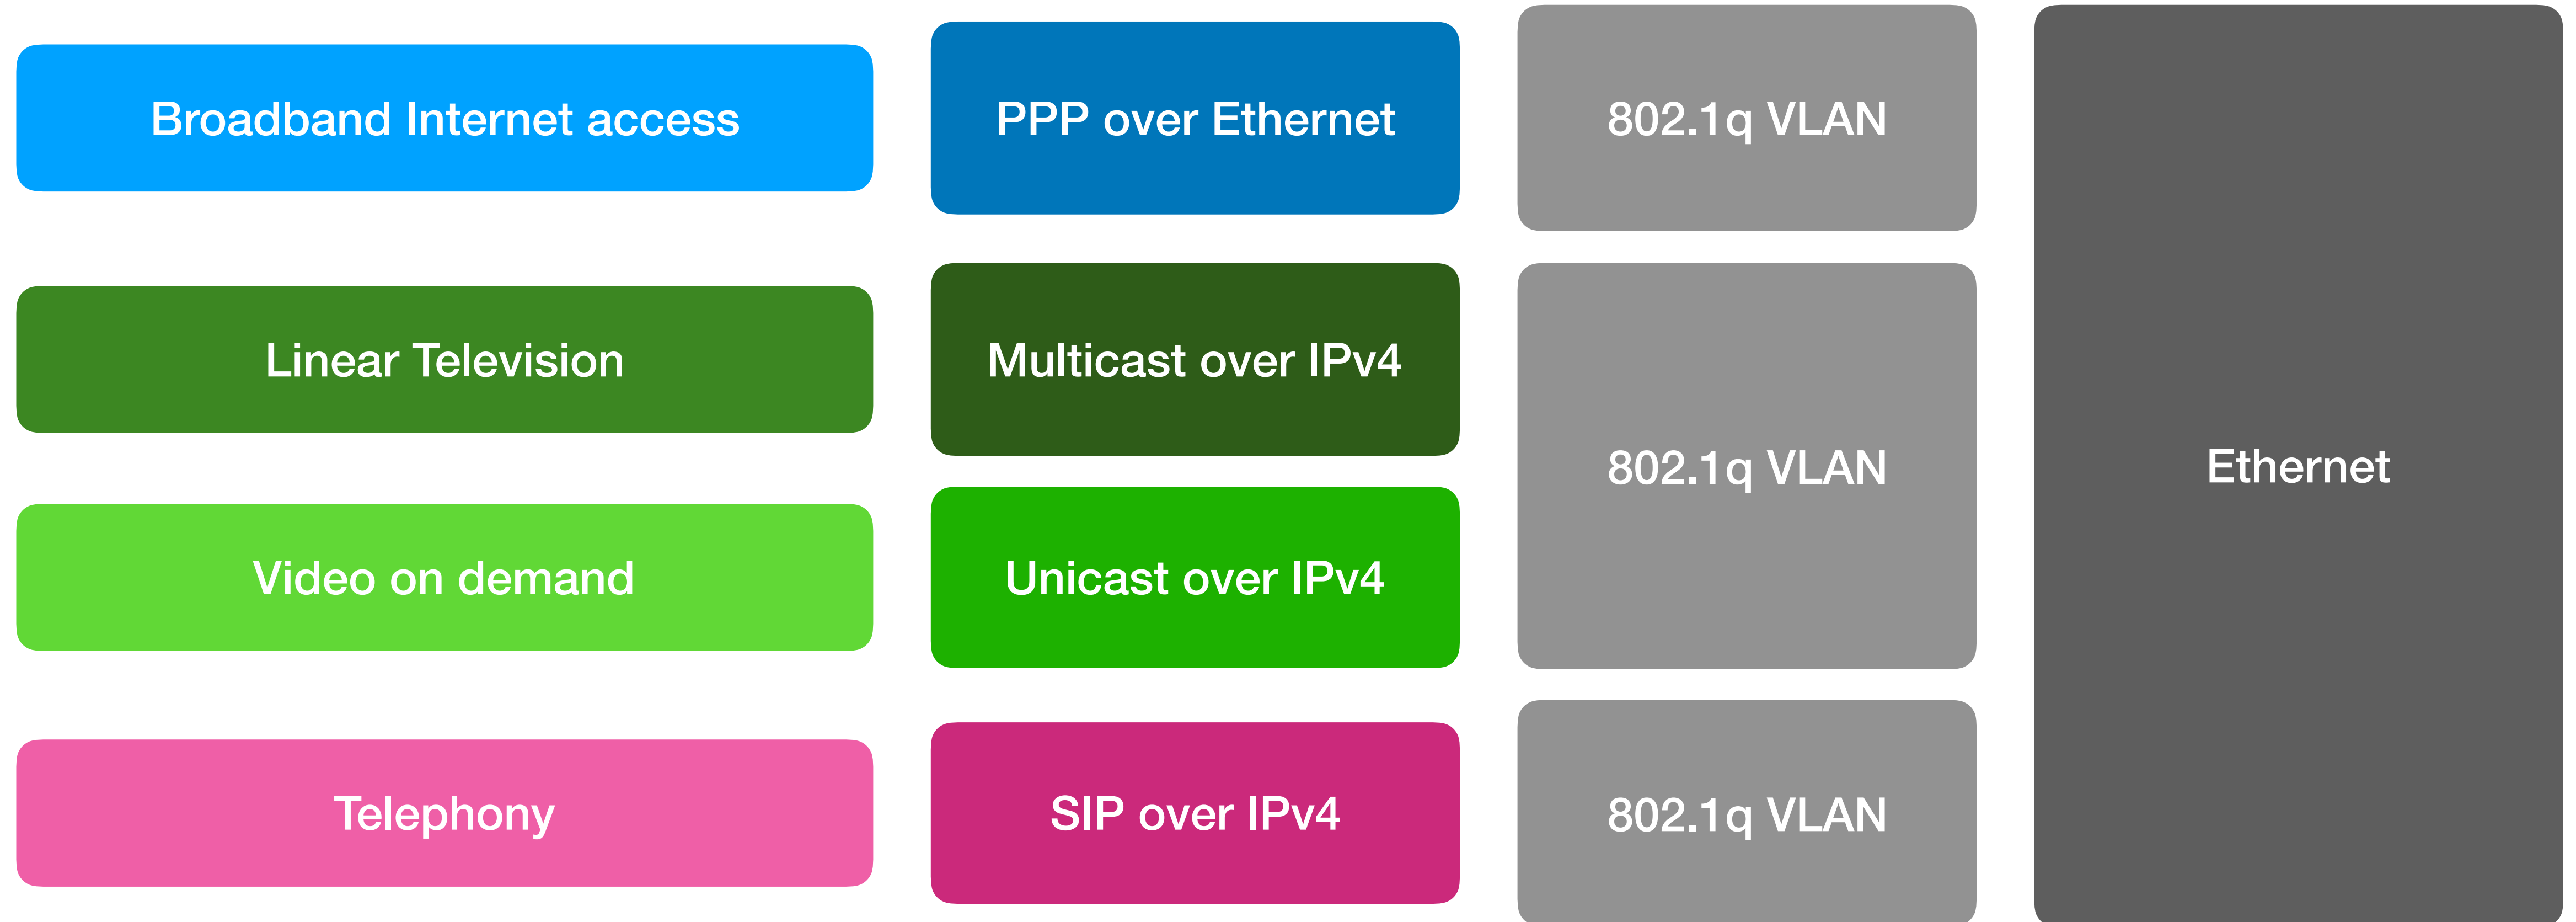 Broadband Internet access
PPP over Ethernet
802.1q VLAN
Linear Television
Multicast over IPv4
802.1q VLAN
Ethernet
Video on demand
Unicast over IPv4
Telephony
SIP over IPv4
802.1q VLAN